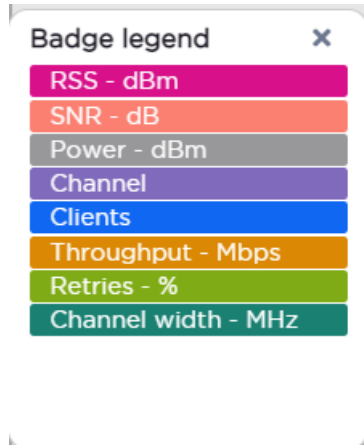 Badge legend
RSS - dBm
SNR - dB
Power - dBm
Channel
Clients
Throughput - Mbps
Retries - %
Channel width - MHz